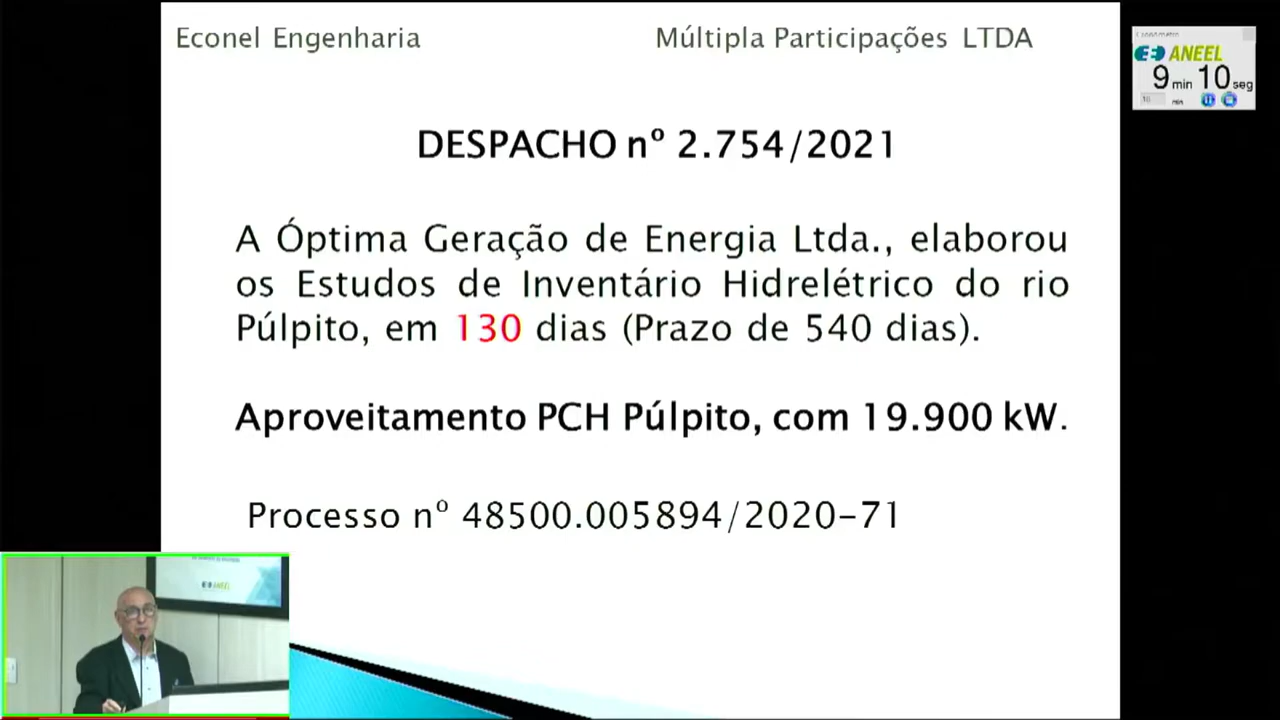 Econel Engenharia Múltipla Participações LTDA
ANEEL
9 min 10 seg
DESPACHO nº 2.754/2021
A Óptima Geração de Energia Ltda., elaborou
os Estudos de Inventário Hidrelétrico do rio
Púlpito, em 130 dias (Prazo de 540 dias).
Aproveitamento PCH Púlpito, com 19.900 kW.
Processo nº 48500.005894/2020-71
ANEEL